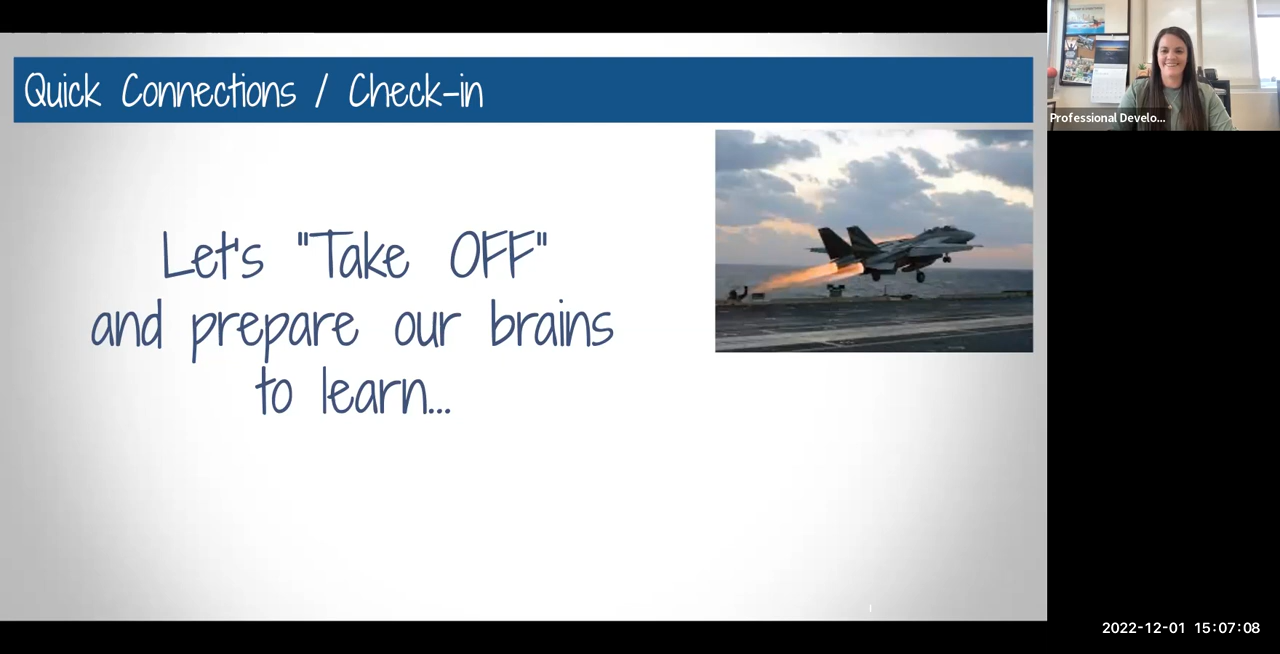 Quick Connections / Check-in
Let's "Take OFF"
and prepare our brains
to learn...
Professional Develo...
2022-12-01 15:07:08